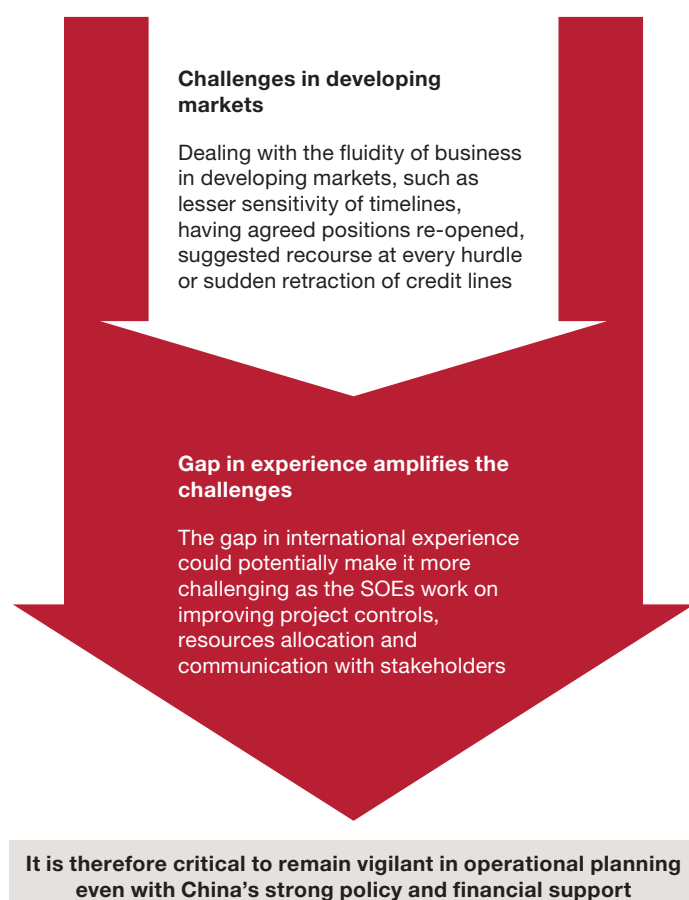 Challenges in developing
markets
Dealing with the fluidity of business
in developing markets, such as
lesser sensitivity of timelines,
having agreed positions re-opened,
suggested recourse at every hurdle
or sudden retraction of credit lines
Gap in experience amplifies the
challenges
The gap in international experience
could potentially make it more
challenging as the SOEs work on
improving project controls,
resources allocation and
communication with stakeholders
It is therefore critical to remain vigilant in operational planning
even with China's strong policy and financial support